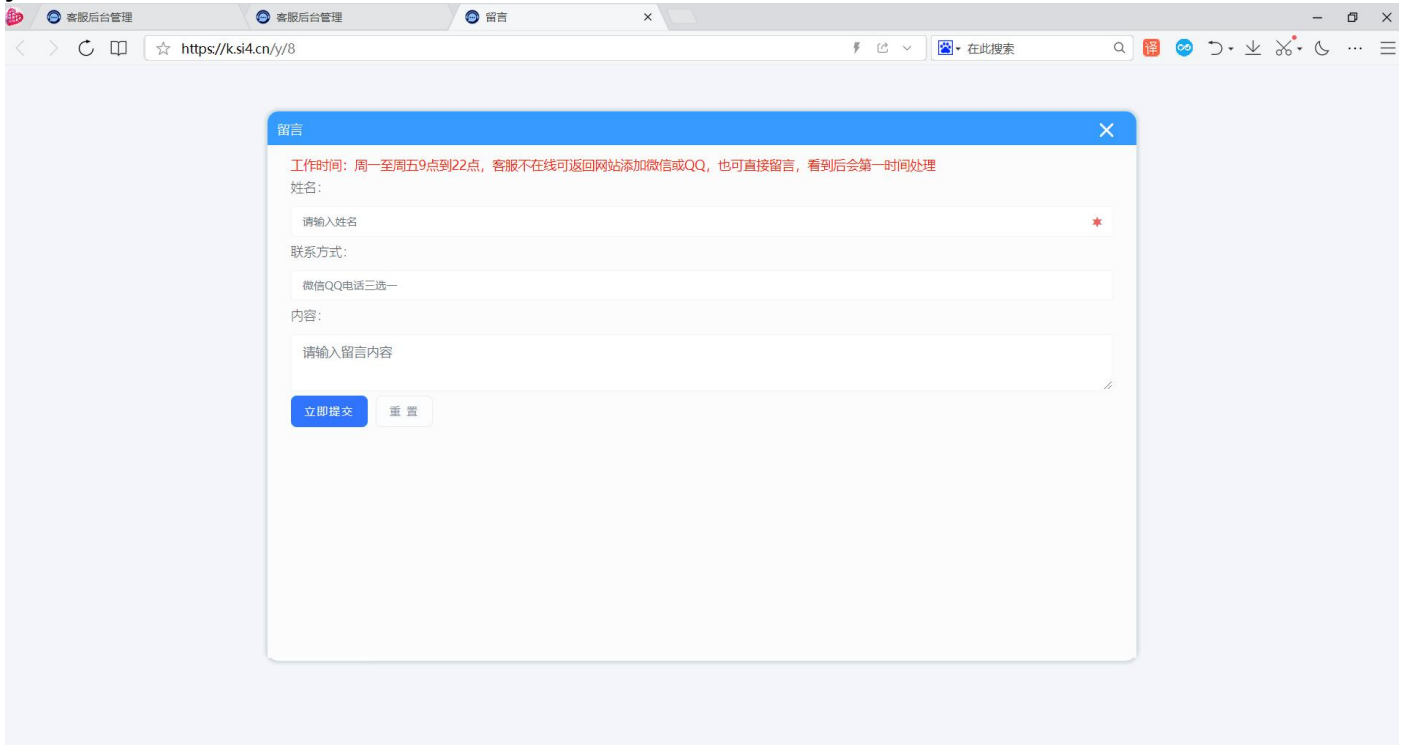 客服后台管理
客服后台管理
留言
https://k.si4.cn/y/8
在此搜索
译
留言
工作时间：周一至周五9点到22点，客服不在线可返回网站添加微信或QQ，也可直接留言，看到后会第一时间处理
姓名：
请输入姓名
联系方式：
微信QQ电话三选一
内容：
请输入留言内容
立即提交
重 置